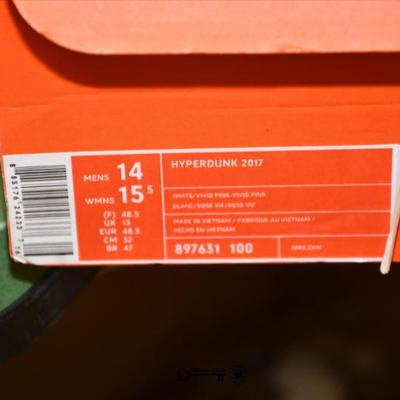 MENS 14
WMNS 15⁵
(F) 48.5
UK 13
EUR 48.5
CM 32
BR 47
HYPERDUNK 2017
WHITE/VIVID PINK-VIVID PINK
BLANC/ROSE VIF/ROSE VIF
MADE IN VIETNAM / FABRIQUE AU VIETNAM /
HECHO EN VIETNAM
897631 100
NIKE.COM